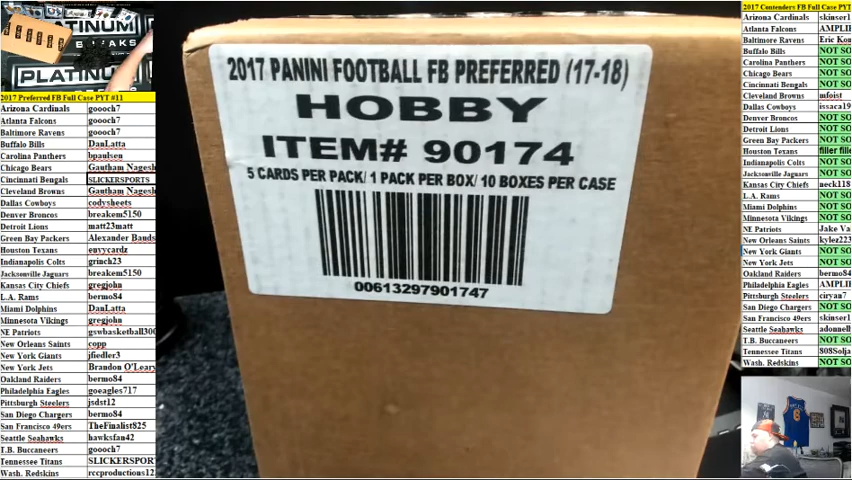 PLATINUM
BREAKS
PLATINUM
2017 Preferred FB Full Case PYT #11
Arizona Cardinals goooch7
Atlanta Falcons goooch7
Baltimore Ravens goooch7
Buffalo Bills DanLatta
Carolina Panthers bpaulsen
Chicago Bears Gautham Nagesh
Cincinnati Bengals SLICKERSPORTS
Cleveland Browns Gautham Nagesh
Dallas Cowboys codysheets
Denver Broncos breakem5150
Detroit Lions matt23matt
Green Bay Packers Alexander Bands
Houston Texans envycardz
Indianapolis Colts grinch23
Jacksonville Jaguars breakem5150
Kansas City Chiefs gregjohn
L.A. Rams bermo84
Miami Dolphins DanLatta
Minnesota Vikings gregjohn
NE Patriots gswbasketball300
New Orleans Saints copp
New York Giants jfiedler3
New York Jets Brandon O'Leary
Oakland Raiders bermo84
Philadelphia Eagles goeagles717
Pittsburgh Steelers jsdst12
San Diego Chargers bermo84
San Francisco 49ers TheFinalist825
Seattle Seahawks hawksfan42
T.B. Buccaneers goooch7
Tennessee Titans SLICKERSPOR
Wash. Redskins rccproductions12
2017 PANINI FOOTBALL FB PREFERRED (17-18)
HOBBY
ITEM# 90174
5 CARDS PER PACK/ 1 PACK PER BOX/ 10 BOXES PER CASE
00613297901747
2017 Contenders FB Full Case PYT
Arizona Cardinals skinser1
Atlanta Falcons AMPLIF
Baltimore Ravens Eric Kou
Buffalo Bills NOT SO
Carolina Panthers NOT SO
Chicago Bears NOT SO
Cincinnati Bengals NOT SO
Cleveland Browns mfoist
Dallas Cowboys issaca19
Denver Broncos NOT SO
Detroit Lions NOT SO
Green Bay Packers NOT SO
Houston Texans filler fille
Indianapolis Colts NOT SO
Jacksonville Jaguars NOT SO
Kansas City Chiefs neck118
L.A. Rams NOT SO
Miami Dolphins NOT SO
Minnesota Vikings NOT SO
NE Patriots Jake Va
New Orleans Saints kylez223
New York Giants NOT SO
New York Jets NOT SO
Oakland Raiders bermo84
Philadelphia Eagles AMPLIF
Pittsburg Steelers ciryan7
San Diego Chargers NOT SO
San Francisco 49ers skinser1
Seattle Seahawks adonnell
T.B. Buccaneers NOT SO
Tennessee Titans 808Solja
Wash. Redskins NOT SO